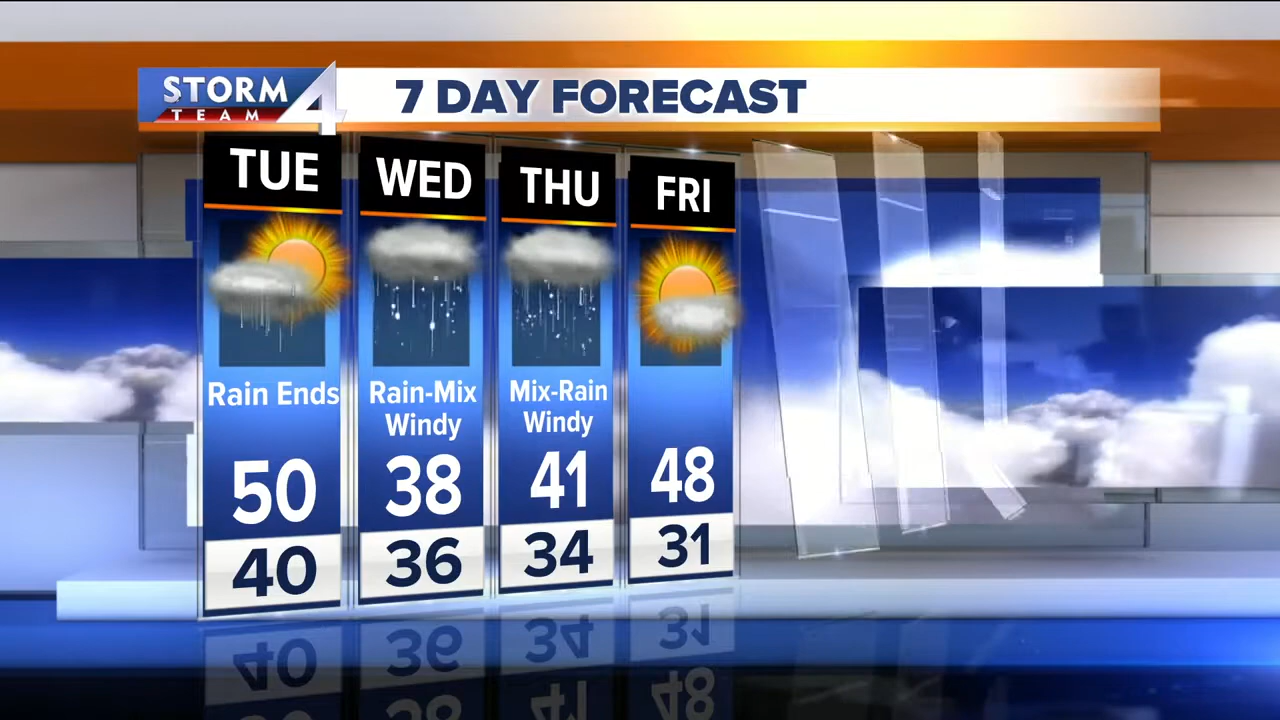 STORM
TEAM
4
7 DAY FORECAST
TUE
Rain Ends
50
40
WED
Rain-Mix
Windy
38
36
THU
Mix-Rain
Windy
41
34
FRI
48
31